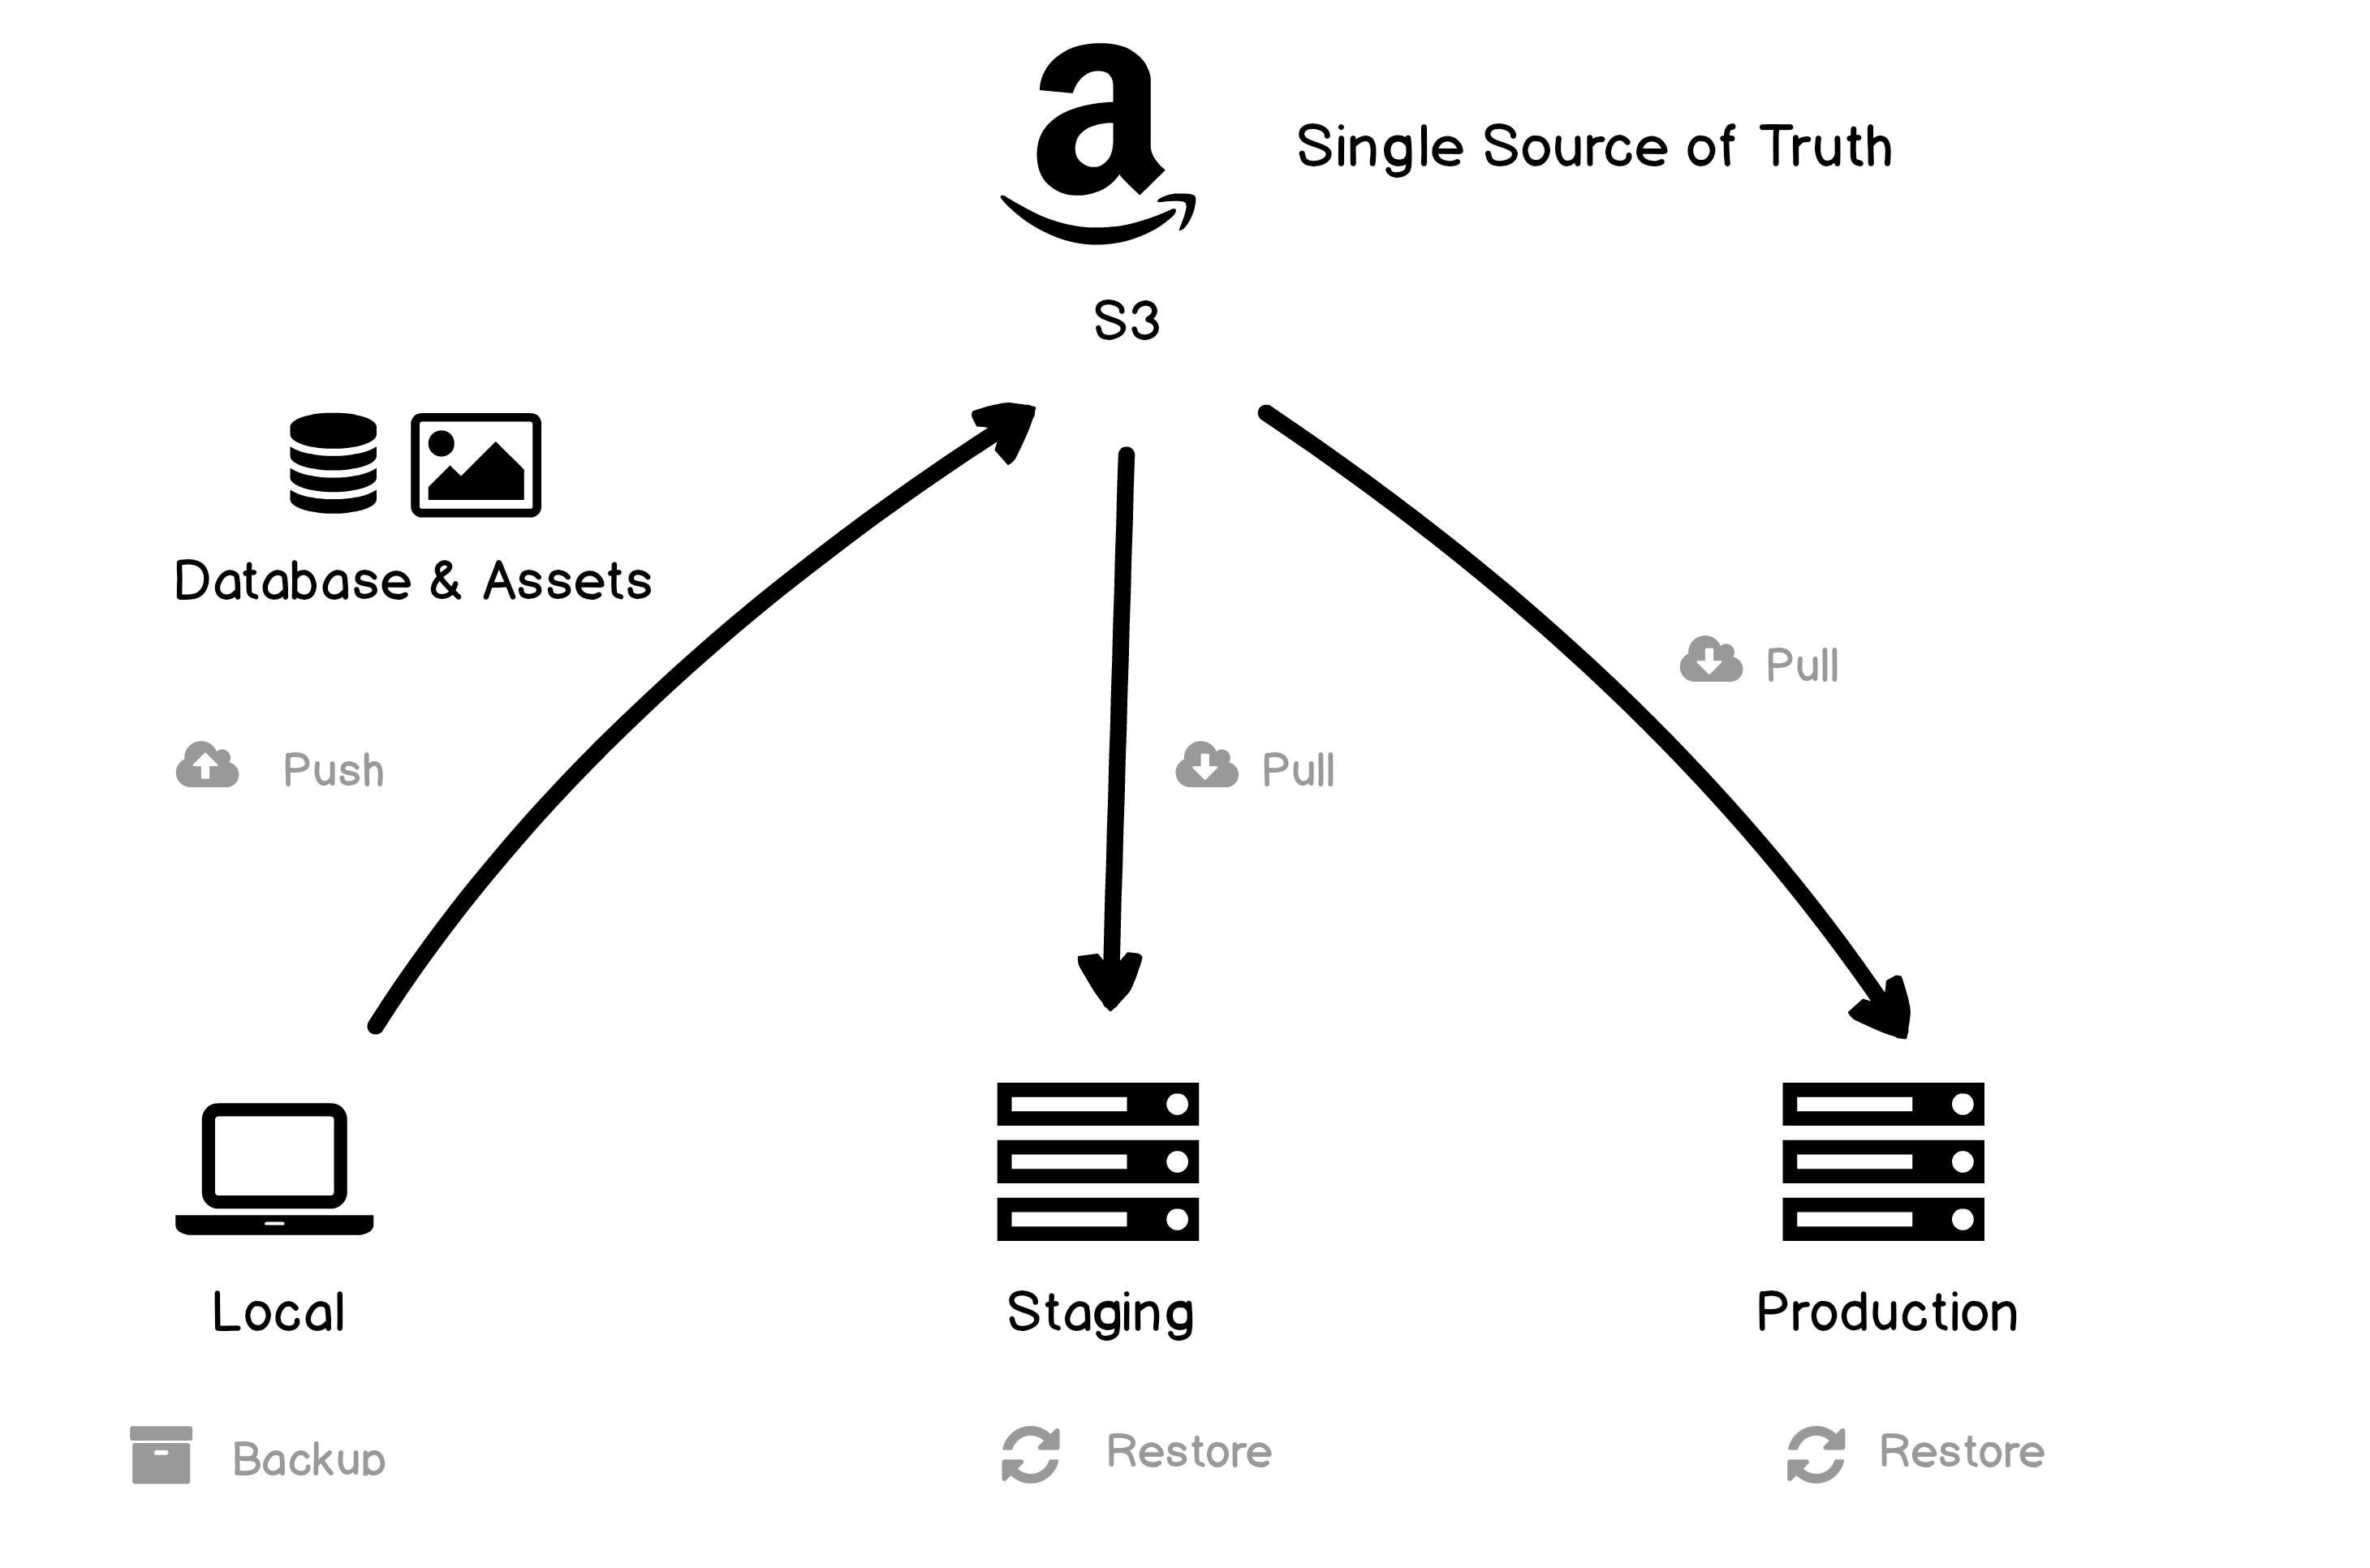 a
Single Source of Truth
S3
Database & Assets
Pull
Push
Pull
Local
Staging
Production
Backup
Restore
Restore